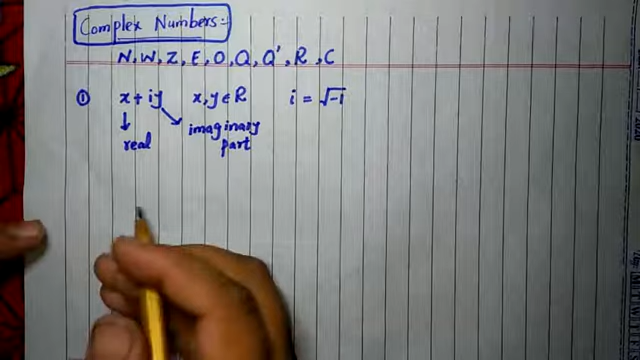 Complex Numbers:-
N, W, Z, E, O, Q, Q', R, C
① x + iy x, y ∈ R i = √-1
real imaginary part